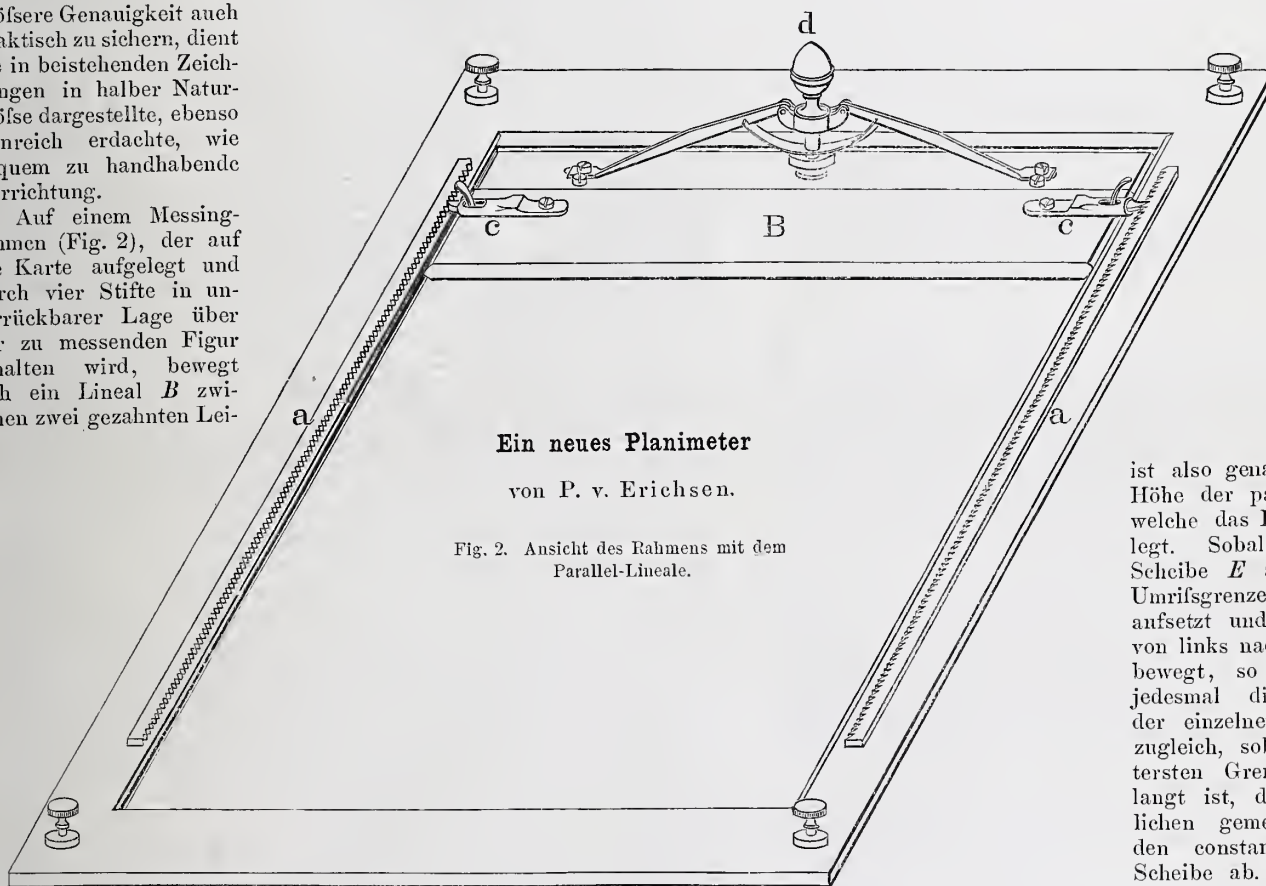 öfsere Genauigkeit auch
aktisch zu sichern, dient
e in beistehenden Zeich-
ngen in halber Natur-
öfse dargestellte, ebenso
nreich erdachte, wie
quem zu handhabende
rrichtung.
Auf einem Messing-
hmen (Fig. 2), der auf
e Karte aufgelegt und
rch vier Stifte in un-
rrückbarer Lage über
r zu messenden Figur
halten wird, bewegt
h ein Lineal B zwi-
hen zwei gezahnten Lei-
d
c
B
c
a
a
Ein neues Planimeter
von P. v. Erichsen.
Fig. 2. Ansicht des Rahmens mit dem
Parallel-Lineale.
ist also gena
Höhe der pa
welche das
legt. Sobal
Scheibe E
Umrifsgrenze
aufsetzt und
von links nac
bewegt, so
jedesmal di
der einzelne
zugleich, sol
tersten Gren
langt ist, d
lichen geme
den constan
Scheibe ab.